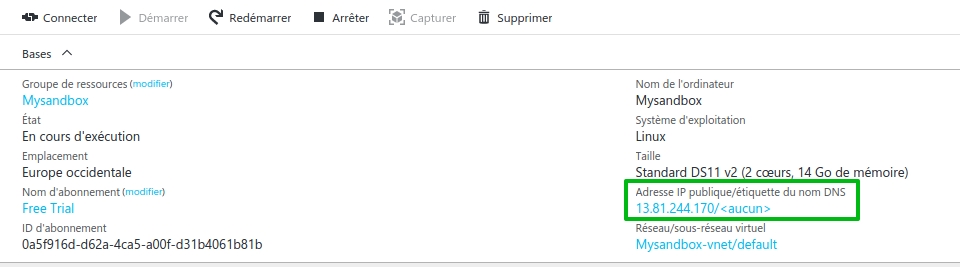 Connecter Démarrer Redémarrer Arrêter Capturer Supprimer
Bases
Groupe de ressources (modifier)
Mysandbox
État
En cours d'exécution
Emplacement
Europe occidentale
Nom d'abonnement (modifier)
Free Trial
ID d'abonnement
0a5f916d-d62a-4ca5-a00f-d31b4061b81b
Nom de l'ordinateur
Mysandbox
Système d'exploitation
Linux
Taille
Standard DS11 v2 (2 cœurs, 14 Go de mémoire)
Adresse IP publique/étiquette du nom DNS
13.81.244.170/<aucun>
Réseau/sous-réseau virtuel
Mysandbox-vnet/default